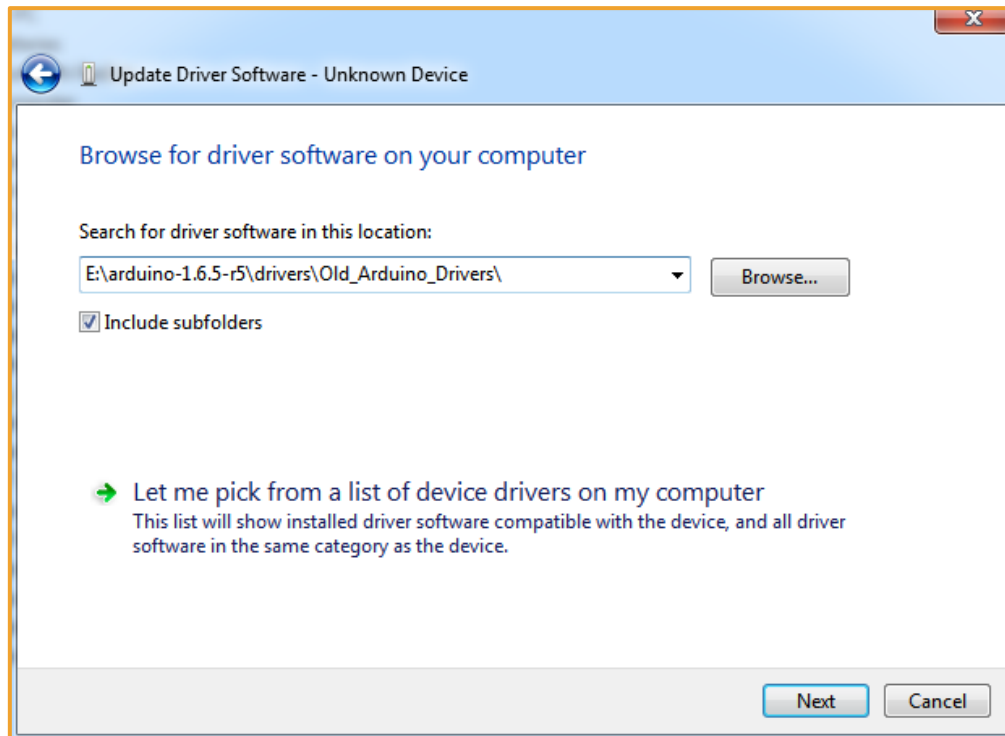 Update Driver Software - Unknown Device
Browse for driver software on your computer
Search for driver software in this location:
E:\arduino-1.6.5-r5\drivers\Old_Arduino_Drivers\
Browse...
Include subfolders
Let me pick from a list of device drivers on my computer
This list will show installed driver software compatible with the device, and all driver
software in the same category as the device.
Next
Cancel